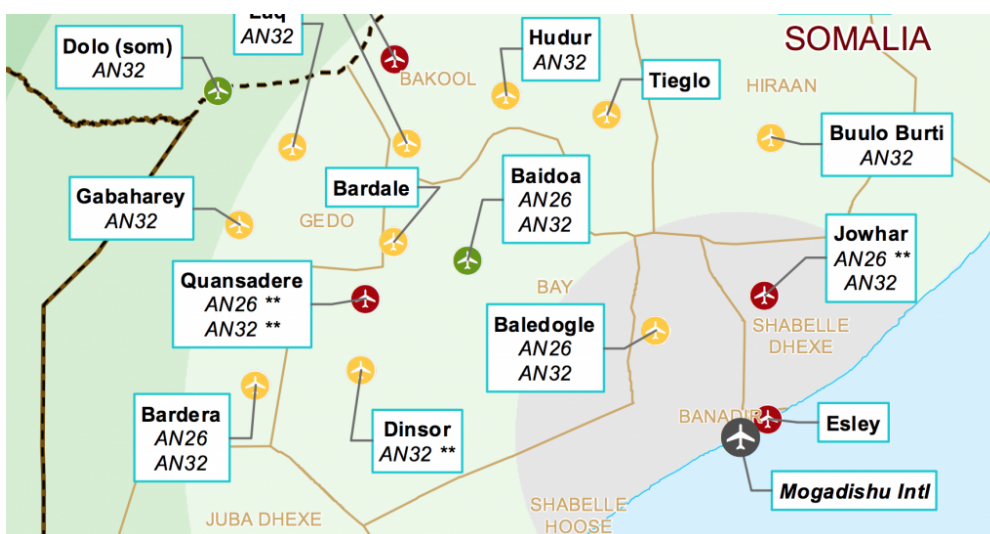 Luq
AN32
Dolo (som)
AN32
Hudur
AN32
SOMALIA
BAKOOL
Tieglo
HIRAAN
Buulo Burti
AN32
Gabaharey
AN32
Bardale
GEDO
Baidoa
AN26
AN32
Jowhar
AN26 **
AN32
Quansadere
AN26 **
AN32 **
BAY
Baledogle
AN26
AN32
SHABELLE
DHEXE
Bardera
AN26
AN32
Dinsor
AN32 **
BANADIR
Esley
Mogadishu Intl
JUBA DHEXE
SHABELLE
HOOSE